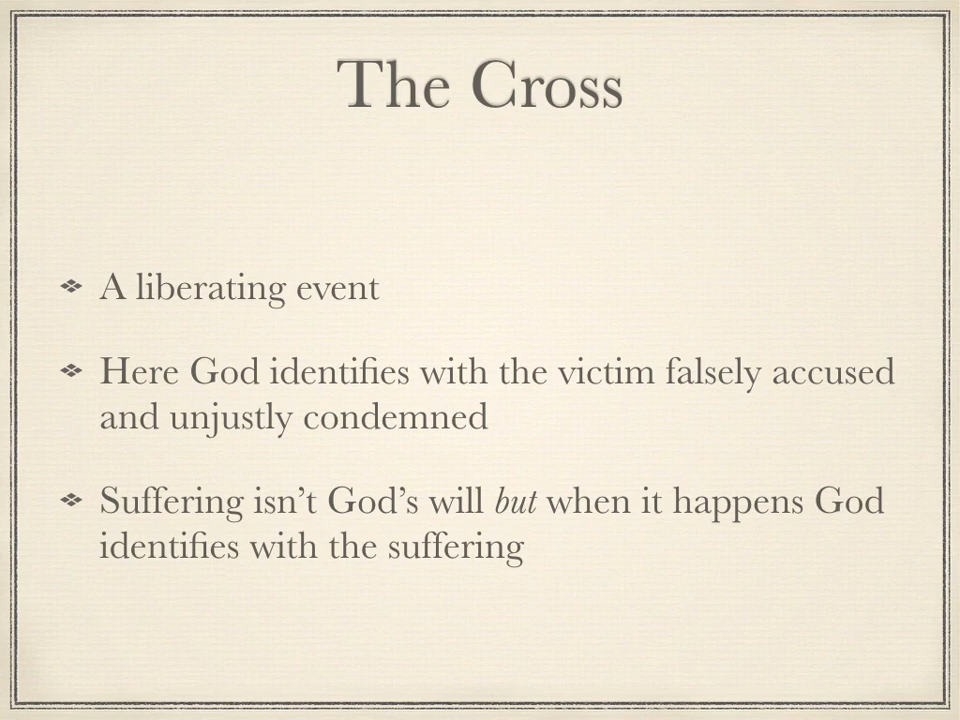 The Cross
A liberating event
Here God identifies with the victim falsely accused
and unjustly condemned
Suffering isn’t God’s will but when it happens God
identifies with the suffering